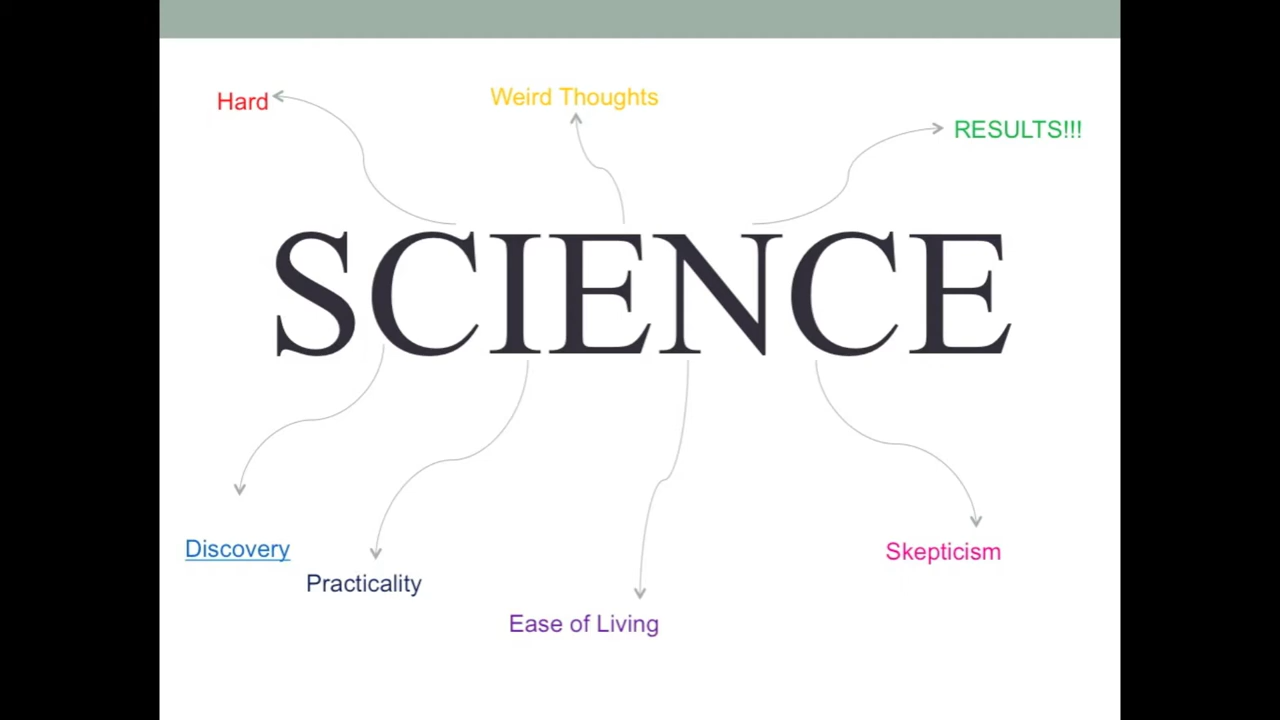 Hard
Weird Thoughts
RESULTS!!!
SCIENCE
Discovery
Practicality
Ease of Living
Skepticism